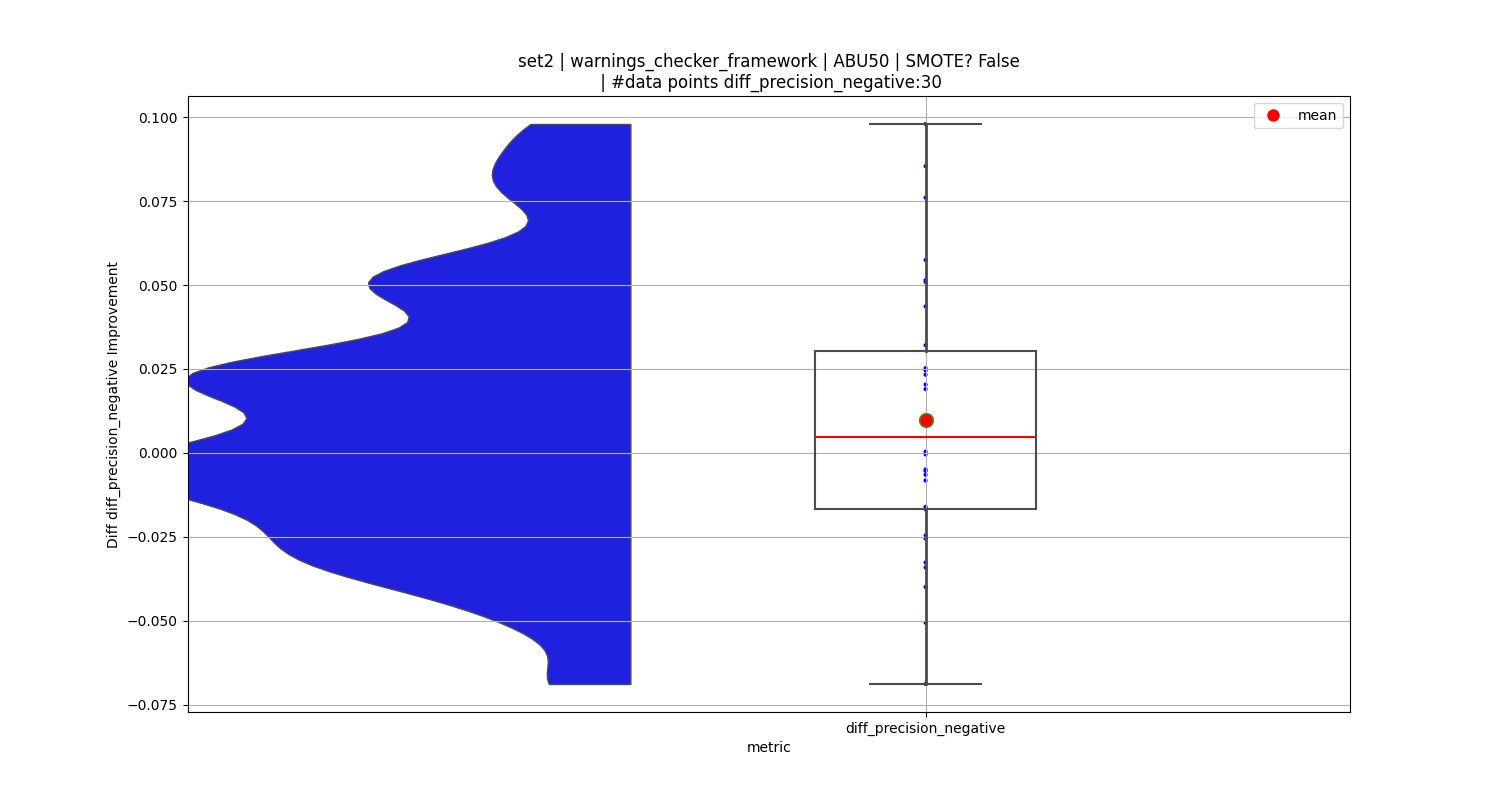 set2 | warnings_checker_framework | ABU50 | SMOTE? False
| #data points diff_precision_negative:30
mean
0.100
0.075
0.050
0.025
0.000
−0.025
−0.050
−0.075
Diff diff_precision_negative Improvement
diff_precision_negative
metric